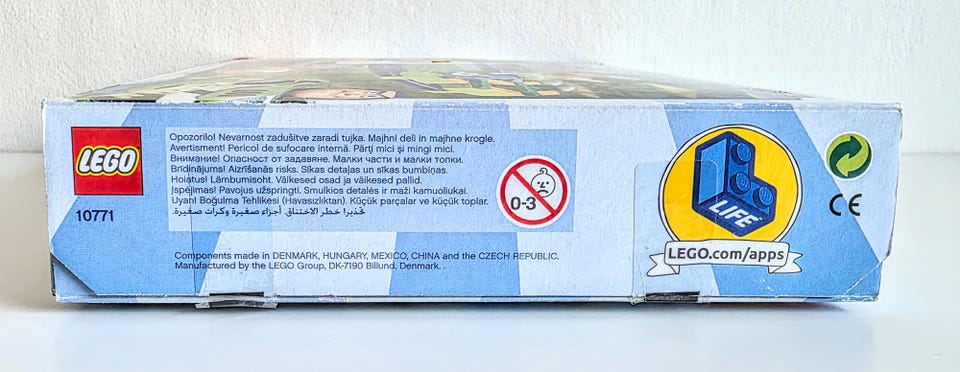 LEGO
10771
Opozorilo! Nevarnost zadušitve zaradi tujka. Majhni deli in majhne krogle.
Avertisment! Pericol de sufocare internă. Părţi mici şi mingi mici.
Внимание! Опасност от задавяне. Малки части и малки топки.
Brīdinājums! Aizrīšanās risks. Sīkas detaļas un sīkas bumbiņas.
Hoiatus! Lämbumisoht. Väikesed osad ja väikesed pallid.
Įspėjimas! Pavojus užspringti. Smulkios detalės ir maži kamuoliukai.
Uyarı! Boğulma Tehlikesi (Havasızlıktan). Küçük parçalar ve küçük toplar.
تحذير! خطر الاختناق. أجزاء صغيرة وكرات صغيرة.
0-3
Components made in DENMARK, HUNGARY, MEXICO, CHINA and the CZECH REPUBLIC.
Manufactured by the LEGO Group, DK-7190 Billund, Denmark.
LIFE
LEGO.com/apps
CE